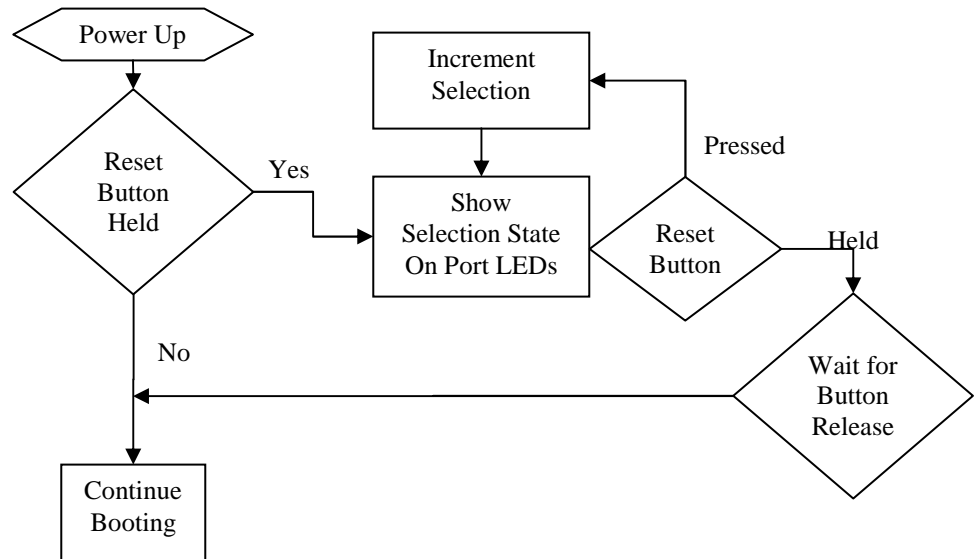 Power Up
Increment
Selection
Reset
Button
Held
Yes
Pressed
Show
Selection State
On Port LEDs
Reset
Button
Held
No
Wait for
Button
Release
Continue
Booting